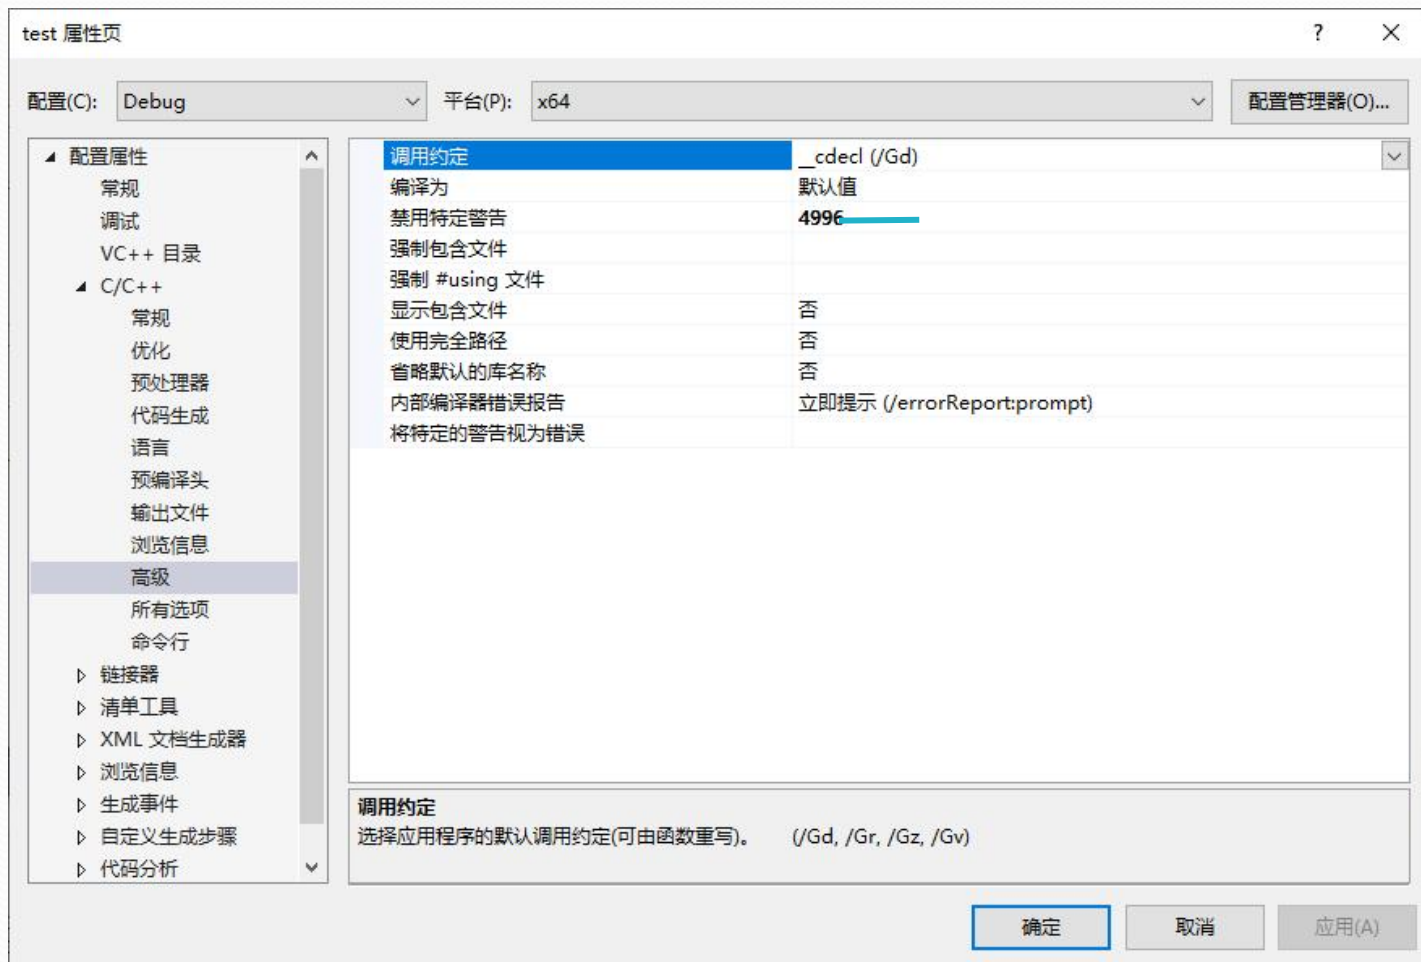 test 属性页
配置(C): Debug 平台(P): x64 配置管理器(O)...
配置属性
常规
调试
VC++ 目录
C/C++
常规
优化
预处理器
代码生成
语言
预编译头
输出文件
浏览信息
高级
所有选项
命令行
链接器
清单工具
XML 文档生成器
浏览信息
生成事件
自定义生成步骤
代码分析
调用约定 __cdecl (/Gd)
编译为 默认值
禁用特定警告 4996
强制包含文件
强制 #using 文件
显示包含文件 否
使用完全路径 否
省略默认的库名称 否
内部编译器错误报告 立即提示 (/errorReport:prompt)
将特定的警告视为错误
调用约定
选择应用程序的默认调用约定(可由函数重写)。 (/Gd, /Gr, /Gz, /Gv)
确定 取消 应用(A)